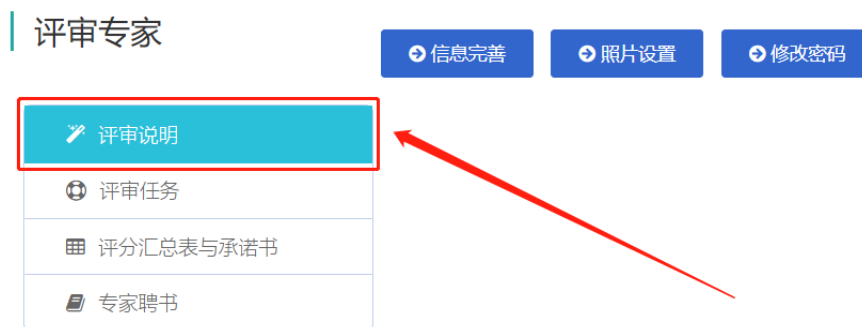 评审专家
信息完善 照片设置 修改密码
评审说明
评审任务
评分汇总表与承诺书
专家聘书